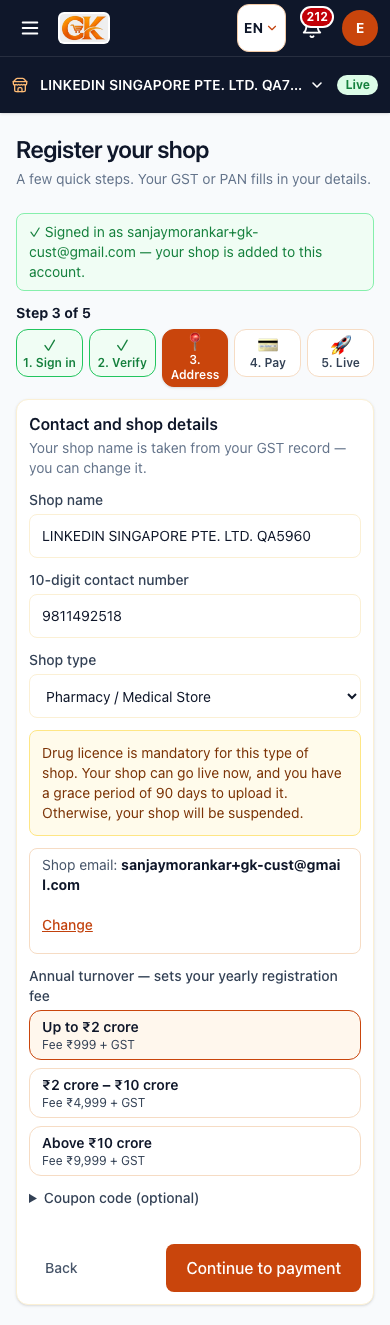 GK
EN
212
E
LINKEDIN SINGAPORE PTE. LTD. QA7...
Live
Register your shop
A few quick steps. Your GST or PAN fills in your details.
✓ Signed in as sanjaymorankar+gk-
cust@gmail.com — your shop is added to this
account.
Step 3 of 5
✓
1. Sign in
✓
2. Verify
3.
Address
4. Pay
5. Live
Contact and shop details
Your shop name is taken from your GST record —
you can change it.
Shop name
LINKEDIN SINGAPORE PTE. LTD. QA5960
10-digit contact number
9811492518
Shop type
Pharmacy / Medical Store
Drug licence is mandatory for this type of
shop. Your shop can go live now, and you have
a grace period of 90 days to upload it.
Otherwise, your shop will be suspended.
Shop email: sanjaymorankar+gk-cust@gmai
l.com
Change
Annual turnover — sets your yearly registration
fee
Up to ₹2 crore
Fee ₹999 + GST
₹2 crore – ₹10 crore
Fee ₹4,999 + GST
Above ₹10 crore
Fee ₹9,999 + GST
Coupon code (optional)
Back
Continue to payment